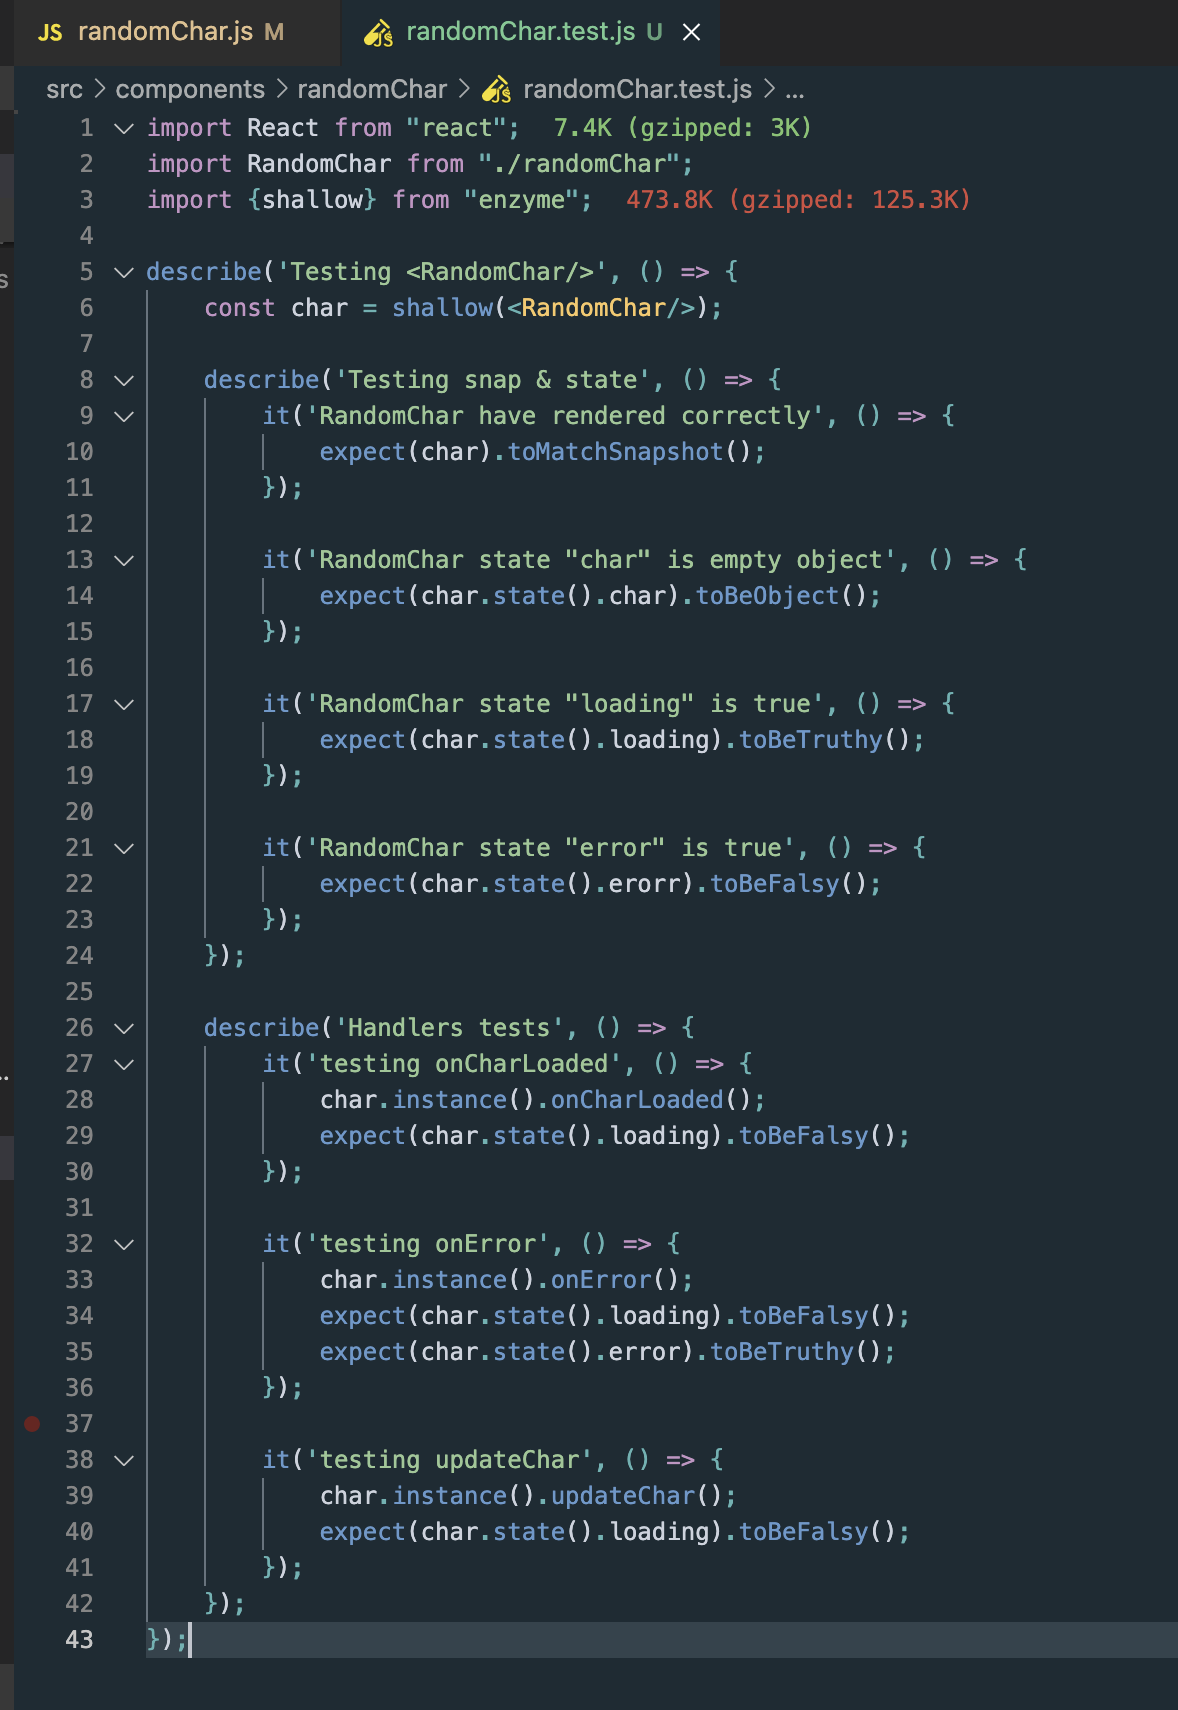 JS randomChar.js M
JS randomChar.test.js U
src > components > randomChar > JS randomChar.test.js > ...
1 import React from "react"; 7.4K (gzipped: 3K)
2 import RandomChar from "./randomChar";
3 import {shallow} from "enzyme"; 473.8K (gzipped: 125.3K)
4
5 describe('Testing <RandomChar/>', () => {
6     const char = shallow(<RandomChar/>);
7
8     describe('Testing snap & state', () => {
9         it('RandomChar have rendered correctly', () => {
10             expect(char).toMatchSnapshot();
11         });
12
13         it('RandomChar state "char" is empty object', () => {
14             expect(char.state().char).toBeObject();
15         });
16
17         it('RandomChar state "loading" is true', () => {
18             expect(char.state().loading).toBeTruthy();
19         });
20
21         it('RandomChar state "error" is true', () => {
22             expect(char.state().erorr).toBeFalsy();
23         });
24     });
25
26     describe('Handlers tests', () => {
27         it('testing onCharLoaded', () => {
28             char.instance().onCharLoaded();
29             expect(char.state().loading).toBeFalsy();
30         });
31
32         it('testing onError', () => {
33             char.instance().onError();
34             expect(char.state().loading).toBeFalsy();
35             expect(char.state().error).toBeTruthy();
36         });
37
38         it('testing updateChar', () => {
39             char.instance().updateChar();
40             expect(char.state().loading).toBeFalsy();
41         });
42     });
43 });